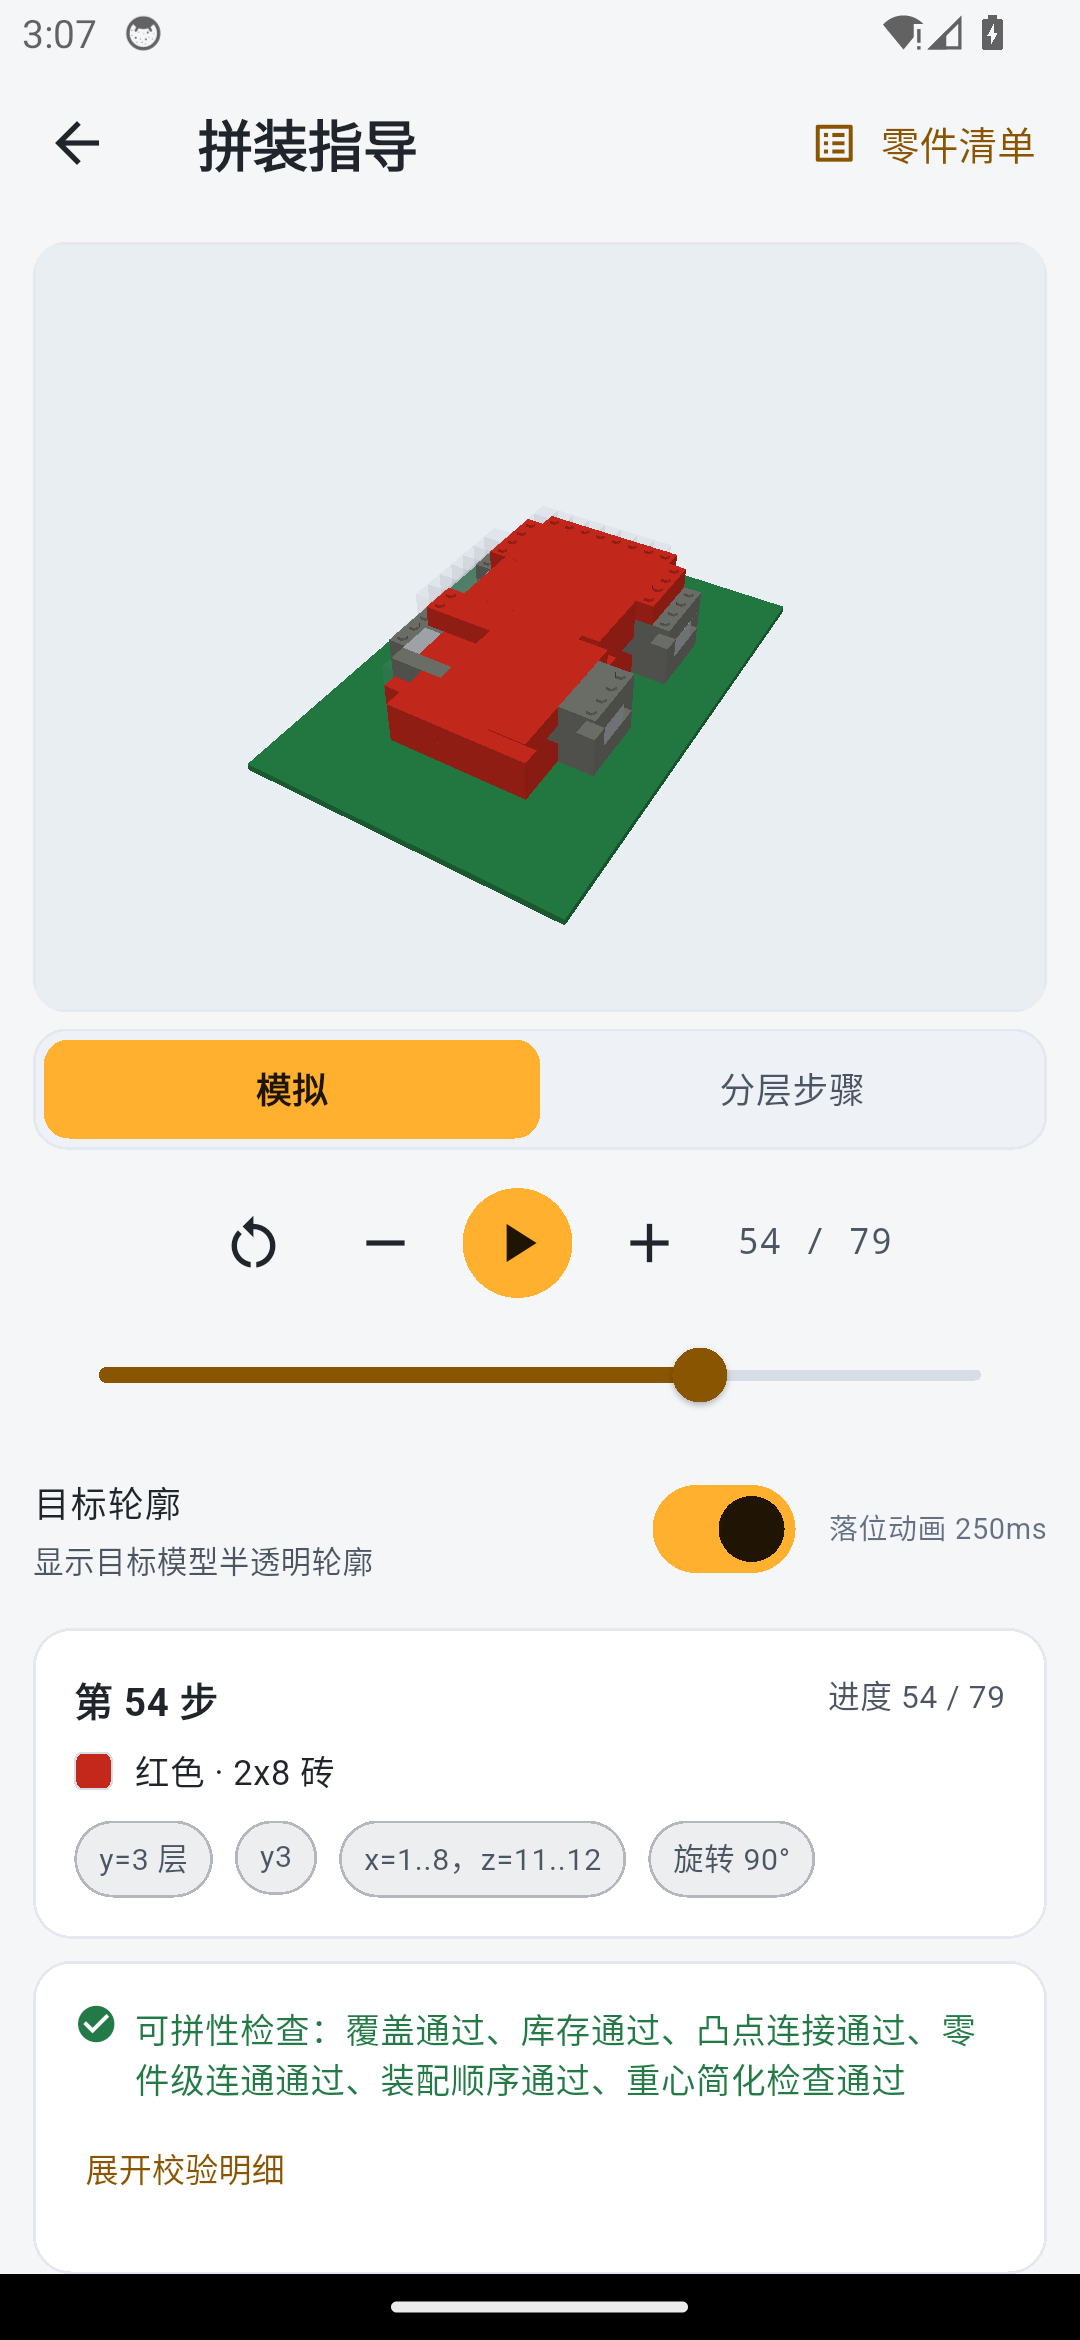 3:07
拼装指导
零件清单
模拟
分层步骤
54 / 79
目标轮廓
显示目标模型半透明轮廓
落位动画 250ms
第 54 步
进度 54 / 79
红色 · 2x8 砖
y=3 层
y3
x=1..8，z=11..12
旋转 90°
可拼性检查：覆盖通过、库存通过、凸点连接通过、零
件级连通通过、装配顺序通过、重心简化检查通过
展开校验明细